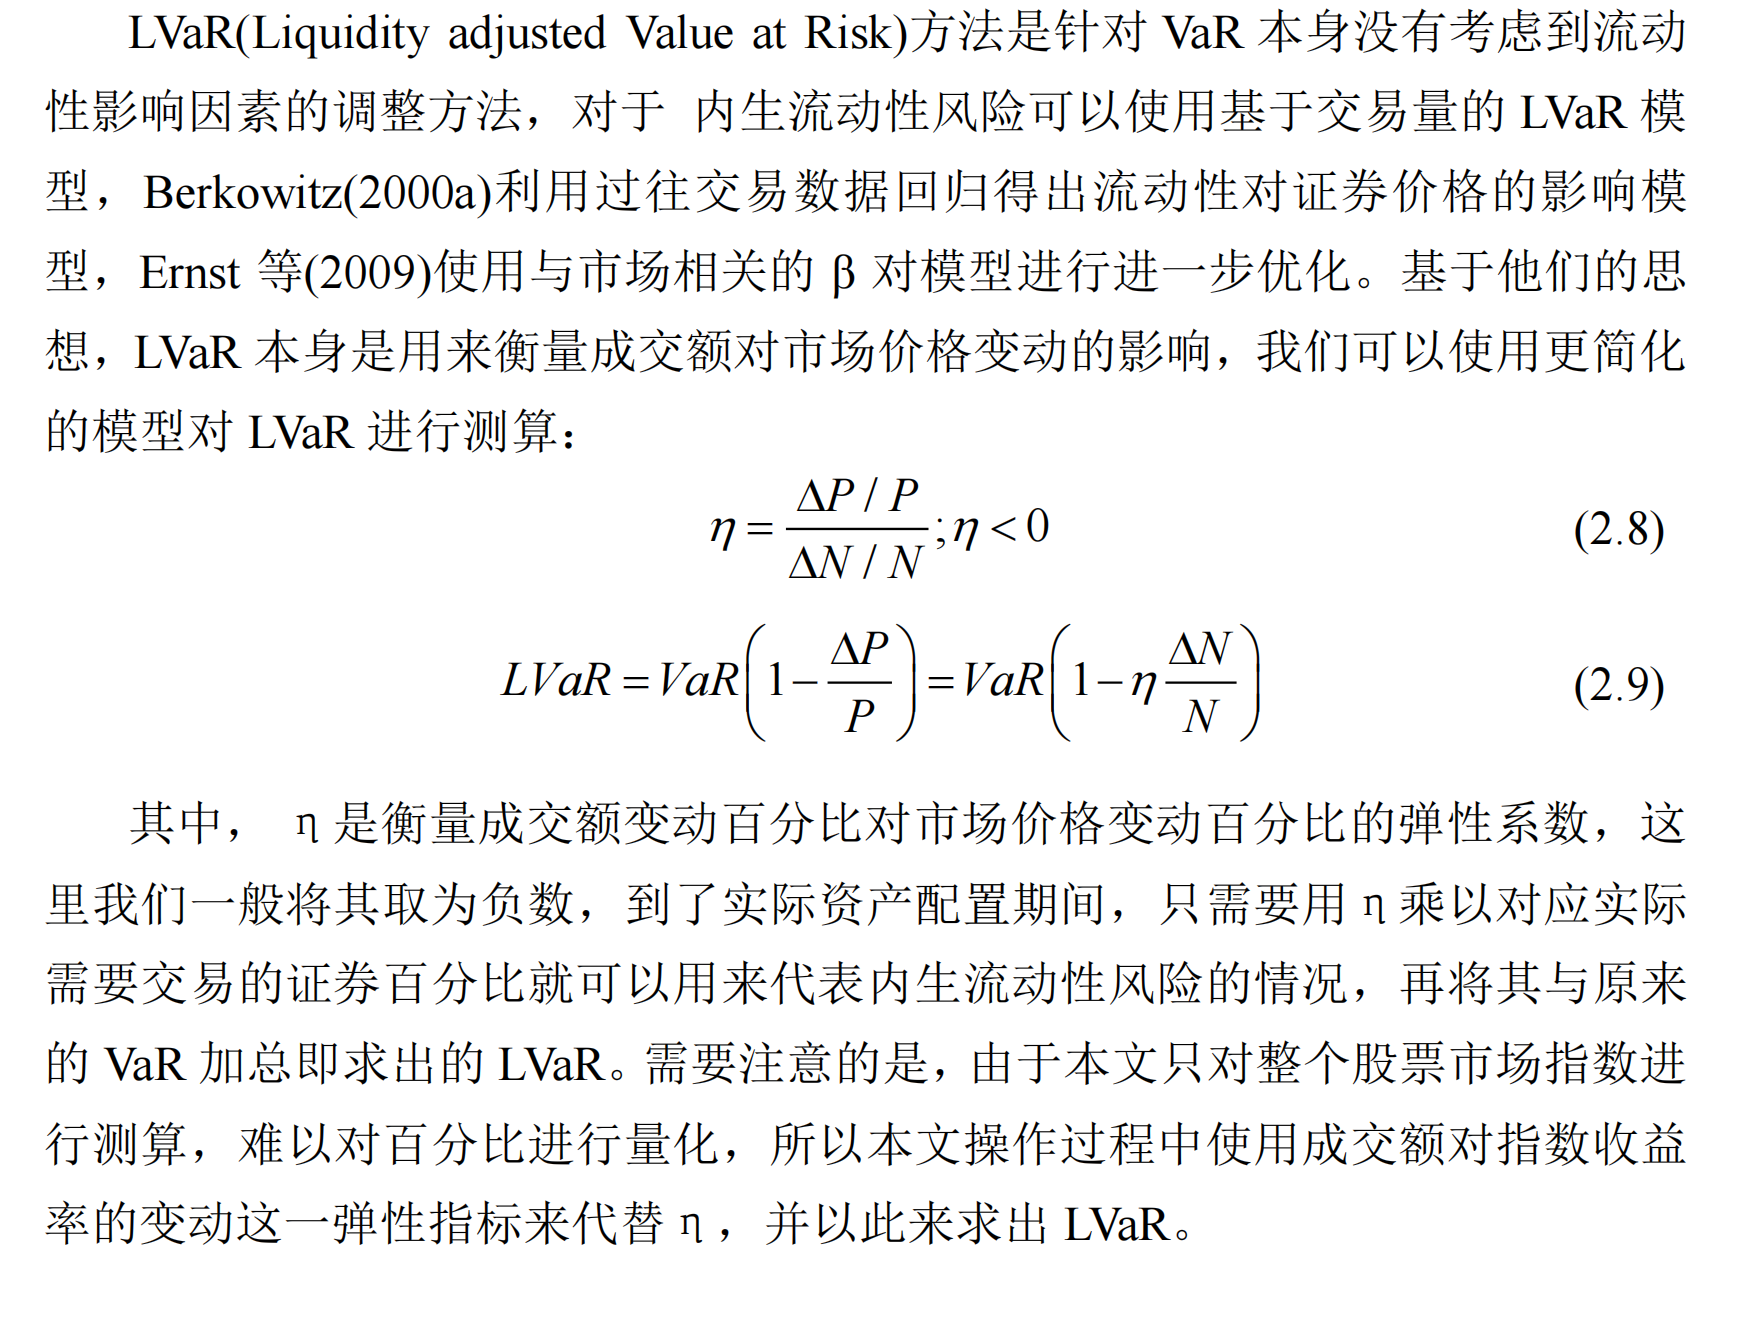 LVaR(Liquidity adjusted Value at Risk)方法是针对 VaR 本身没有考虑到流动
性影响因素的调整方法，对于 内生流动性风险可以使用基于交易量的 LVaR 模
型，Berkowitz(2000a)利用过往交易数据回归得出流动性对证券价格的影响模
型，Ernst 等(2009)使用与市场相关的 β 对模型进行进一步优化。基于他们的思
想，LVaR 本身是用来衡量成交额对市场价格变动的影响，我们可以使用更简化
的模型对 LVaR 进行测算：
η = (ΔP / P) / (ΔN / N) ; η < 0 (2.8)
LVaR = VaR(1 − ΔP/P) = VaR(1 − η ΔN/N) (2.9)
其中， η 是衡量成交额变动百分比对市场价格变动百分比的弹性系数，这
里我们一般将其取为负数，到了实际资产配置期间，只需要用 η 乘以对应实际
需要交易的证券百分比就可以用来代表内生流动性风险的情况，再将其与原来
的 VaR 加总即求出的 LVaR。需要注意的是，由于本文只对整个股票市场指数进
行测算，难以对百分比进行量化，所以本文操作过程中使用成交额对指数收益
率的变动这一弹性指标来代替 η ，并以此来求出 LVaR。